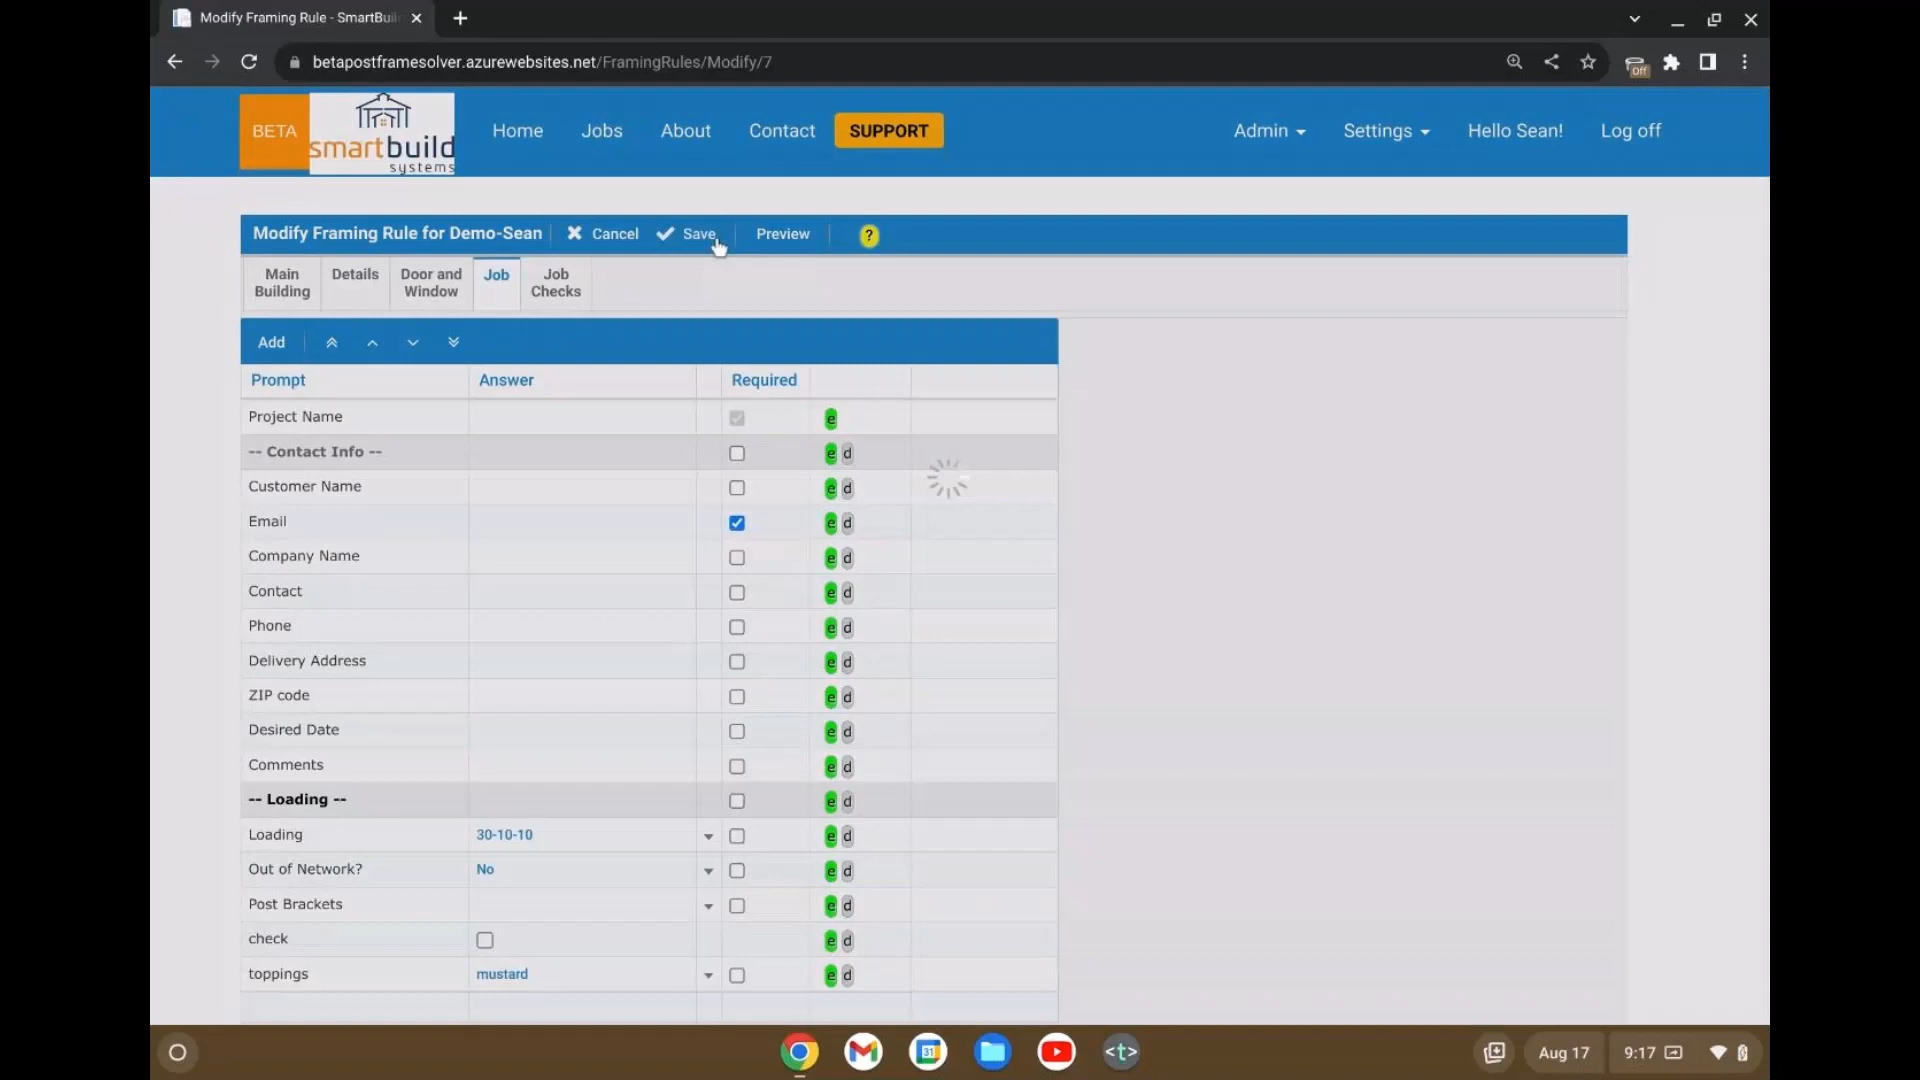 Modify Framing Rule - SmartBuil
betapostframesolver.azurewebsites.net/FramingRules/Modify/7
Off
BETA
smartbuild
systems
Home
Jobs
About
Contact
SUPPORT
Admin
Settings
Hello Sean!
Log off
Modify Framing Rule for Demo-Sean
Cancel
Save
Preview
?
Main
Building
Details
Door and
Window
Job
Job
Checks
Add
Prompt Answer Required
Project Name e
-- Contact Info -- e d
Customer Name e d
Email e d
Company Name e d
Contact e d
Phone e d
Delivery Address e d
ZIP code e d
Desired Date e d
Comments e d
-- Loading -- e d
Loading 30-10-10 e d
Out of Network? No e d
Post Brackets e d
check e d
toppings mustard e d
31
<t>
Aug 17
9:17